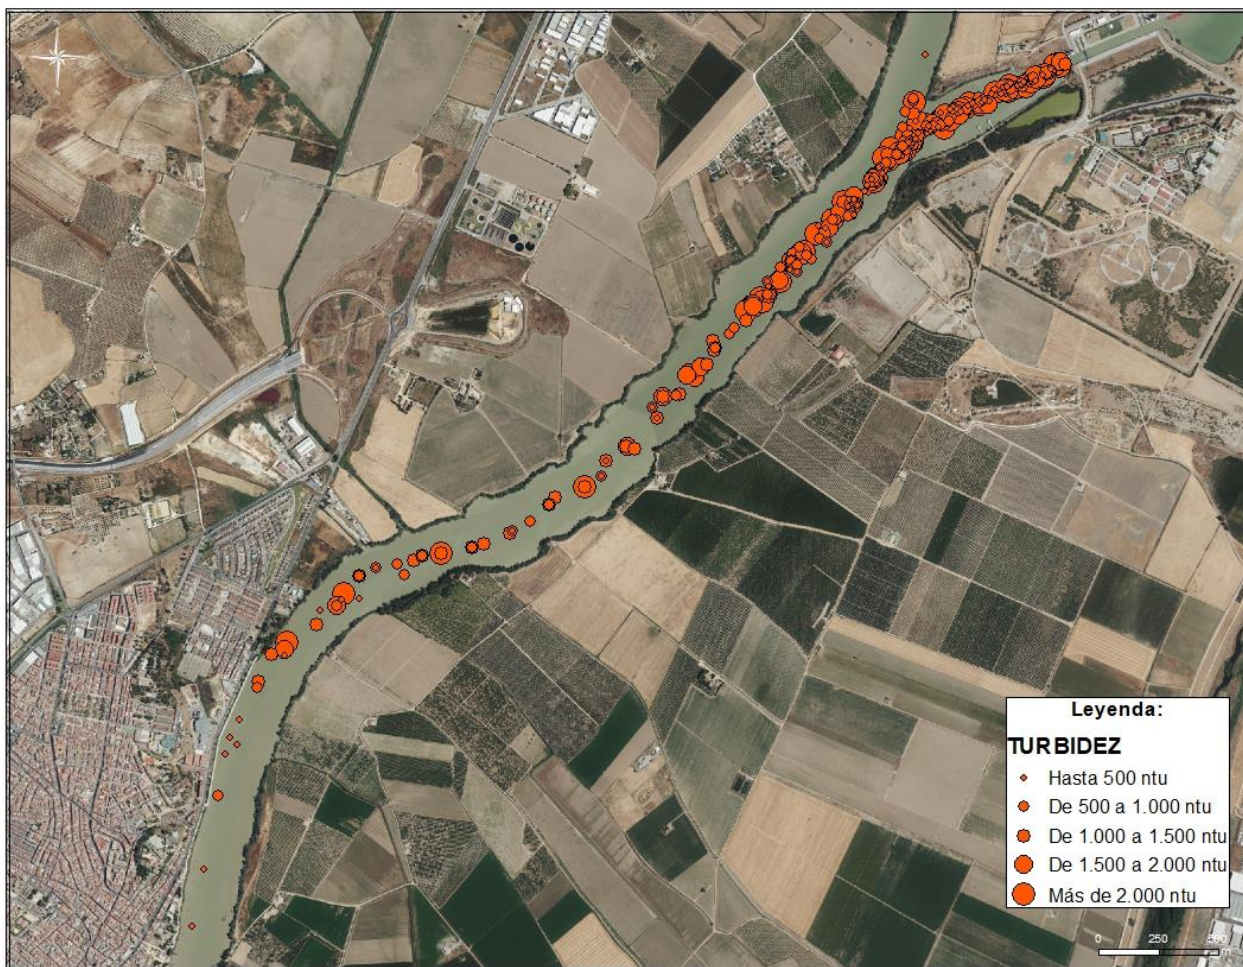 Leyenda:
TURBIDEZ
Hasta 500 ntu
De 500 a 1.000 ntu
De 1.000 a 1.500 ntu
De 1.500 a 2.000 ntu
Más de 2.000 ntu
0 250 500
m